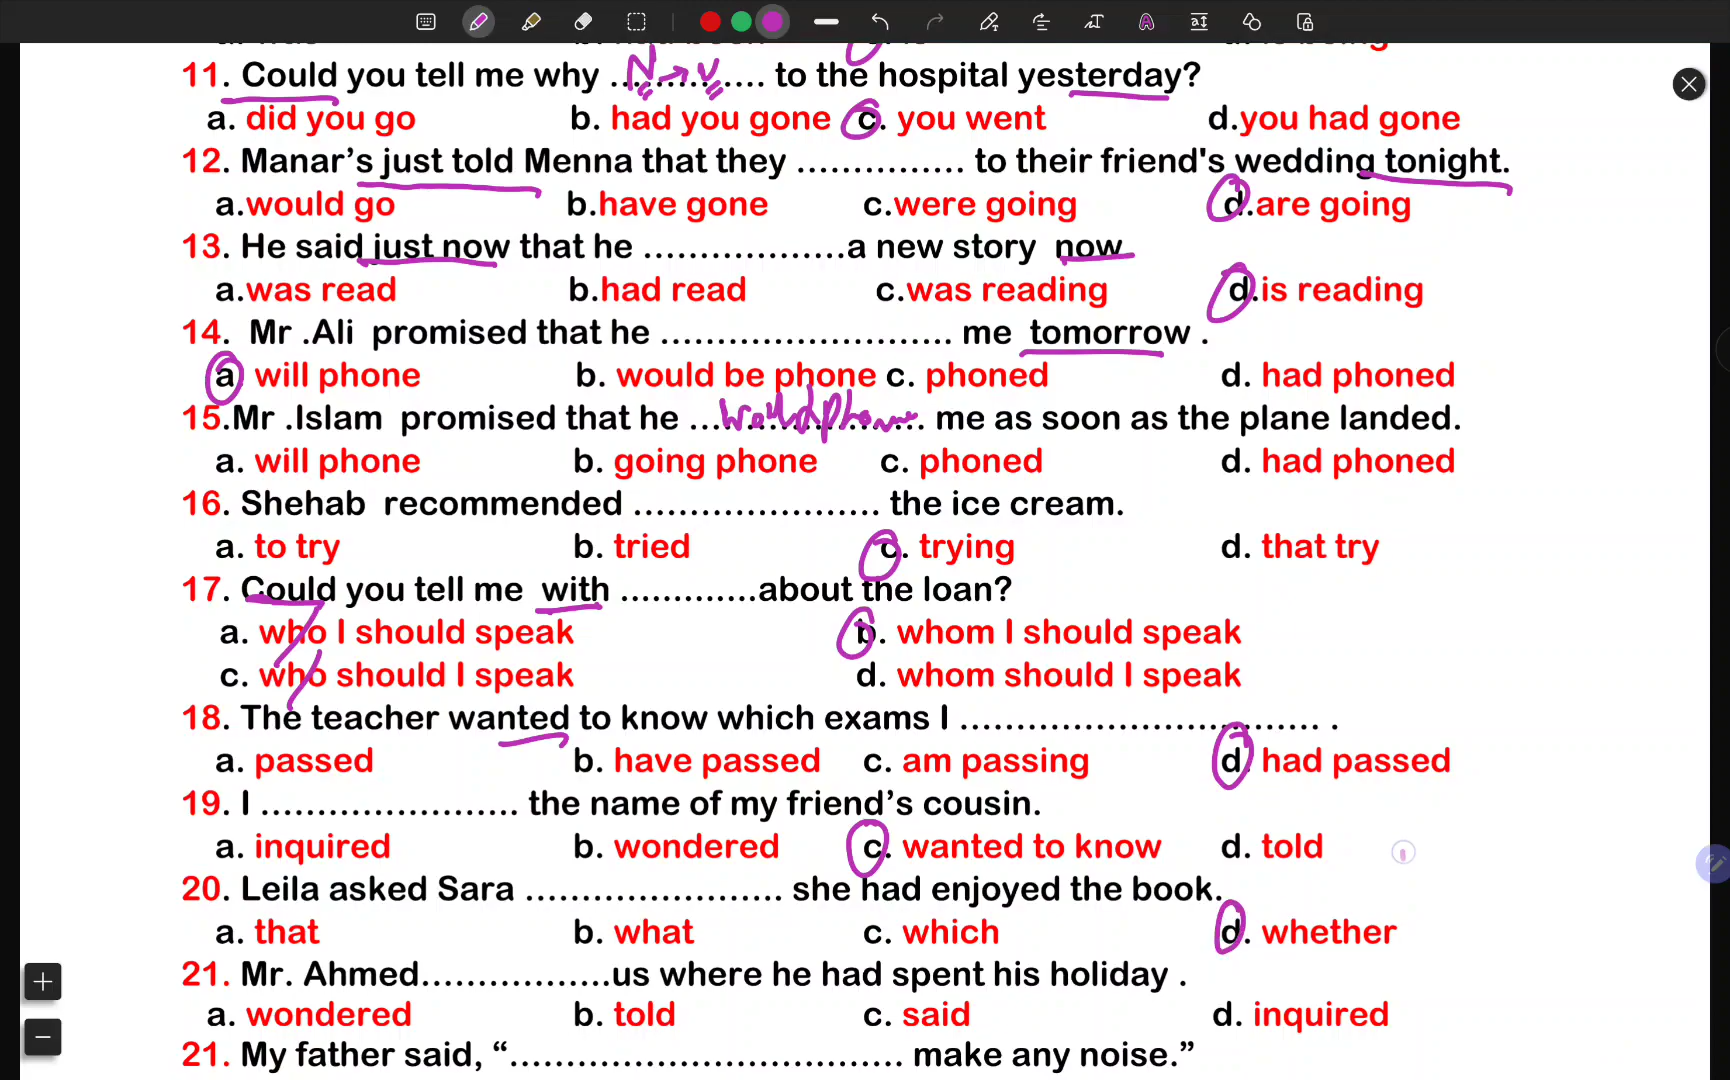 11. Could you tell me why ...N→v... to the hospital yesterday?
a. did you go b. had you gone c. you went d.you had gone
12. Manar’s just told Menna that they ............... to their friend's wedding tonight.
a.would go b.have gone c.were going d.are going
13. He said just now that he ..................a new story now
a.was read b.had read c.was reading d.is reading
14. Mr .Ali promised that he .......................... me tomorrow .
a. will phone b. would be phone c. phoned d. had phoned
15.Mr .Islam promised that he ...would phone... me as soon as the plane landed.
a. will phone b. going phone c. phoned d. had phoned
16. Shehab recommended ...................... the ice cream.
a. to try b. tried c. trying d. that try
17. Could you tell me with ............about the loan?
a. who I should speak b. whom I should speak
c. who should I speak d. whom should I speak
18. The teacher wanted to know which exams I ................................ .
a. passed b. have passed c. am passing d. had passed
19. I ....................... the name of my friend’s cousin.
a. inquired b. wondered c. wanted to know d. told
20. Leila asked Sara ....................... she had enjoyed the book.
a. that b. what c. which d. whether
21. Mr. Ahmed.................us where he had spent his holiday .
a. wondered b. told c. said d. inquired
21. My father said, “................................... make any noise.”